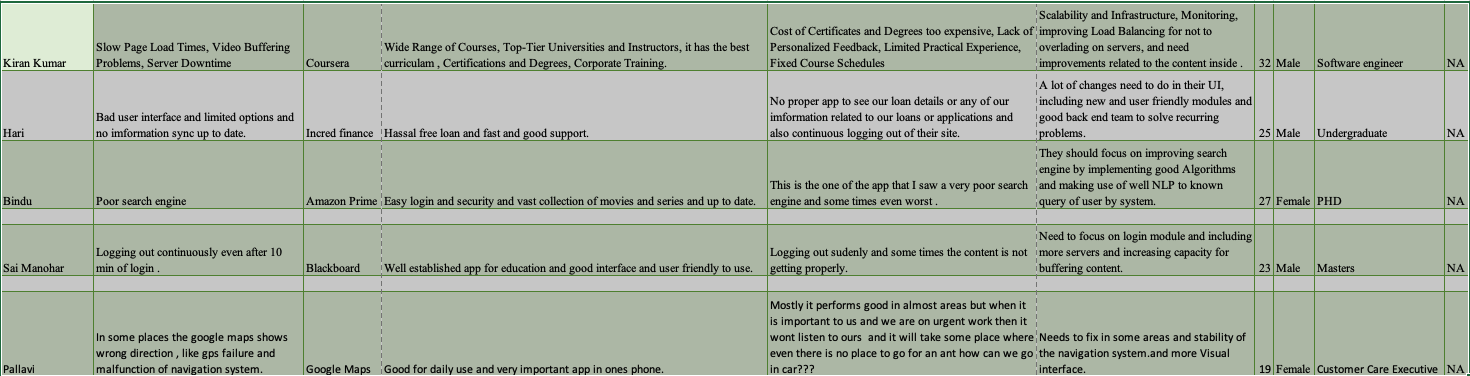 Kiran Kumar
Slow Page Load Times, Video Buffering
Problems, Server Downtime
Coursera
Wide Range of Courses, Top-Tier Universities and Instructors, it has the best
curriculam , Certifications and Degrees, Corporate Training.
Cost of Certificates and Degrees too expensive, Lack of
Personalized Feedback, Limited Practical Experience,
Fixed Course Schedules
Scalability and Infrastructure, Monitoring,
improving Load Balancing for not to
overlading on servers, and need
improvements related to the content inside .
32
Male
Software engineer
NA
Hari
Bad user interface and limited options and
no imformation sync up to date.
Incred finance
Hassal free loan and fast and good support.
No proper app to see our loan details or any of our
imformation related to our loans or applications and
also continuous logging out of their site.
A lot of changes need to do in their UI,
including new and user friendly modules and
good back end team to solve recurring
problems.
25
Male
Undergraduate
NA
Bindu
Poor search engine
Amazon Prime
Easy login and security and vast collection of movies and series and up to date.
This is the one of the app that I saw a very poor search
engine and some times even worst .
They should focus on improving search
engine by implementing good Algorithms
and making use of well NLP to known
query of user by system.
27
Female
PHD
NA
Sai Manohar
Logging out continuously even after 10
min of login .
Blackboard
Well established app for education and good interface and user friendly to use.
Logging out sudenly and some times the content is not
getting properly.
Need to focus on login module and including
more servers and increasing capacity for
buffering content.
23
Male
Masters
NA
Pallavi
In some places the google maps shows
wrong direction , like gps failure and
malfunction of navigation system.
Google Maps
Good for daily use and very important app in ones phone.
Mostly it performs good in almost areas but when it
is important to us and we are on urgent work then it
wont listen to ours and it will take some place where
even there is no place to go for an ant how can we go
in car???
Needs to fix in some areas and stability of
the navigation system.and more Visual
interface.
19
Female
Customer Care Executive
NA